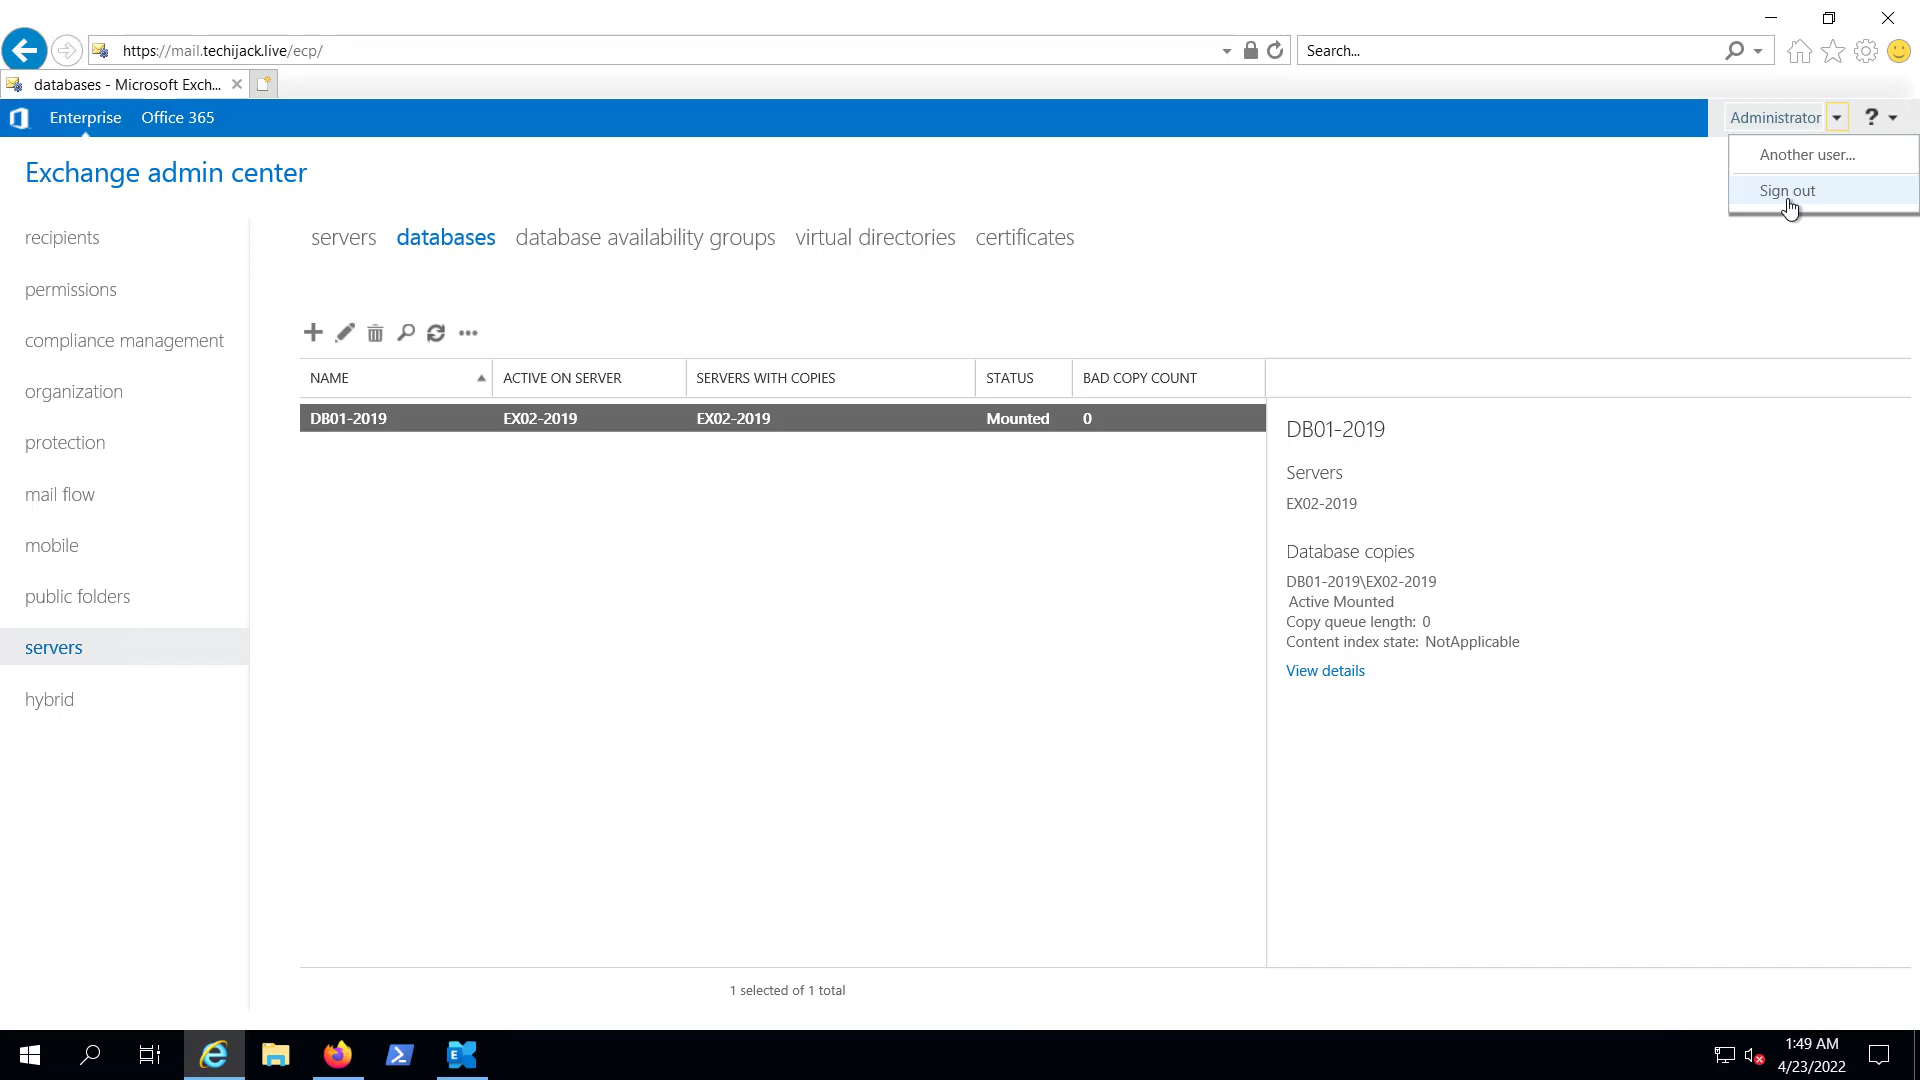 https://mail.techijack.live/ecp/
Search...
databases - Microsoft Exch...
Enterprise
Office 365
Administrator
?
Another user...
Sign out
Exchange admin center
recipients
permissions
compliance management
organization
protection
mail flow
mobile
public folders
servers
hybrid
servers databases database availability groups virtual directories certificates
NAME ACTIVE ON SERVER SERVERS WITH COPIES STATUS BAD COPY COUNT
DB01-2019 EX02-2019 EX02-2019 Mounted 0
DB01-2019
Servers
EX02-2019
Database copies
DB01-2019\EX02-2019
Active Mounted
Copy queue length: 0
Content index state: NotApplicable
View details
1 selected of 1 total
1:49 AM
4/23/2022